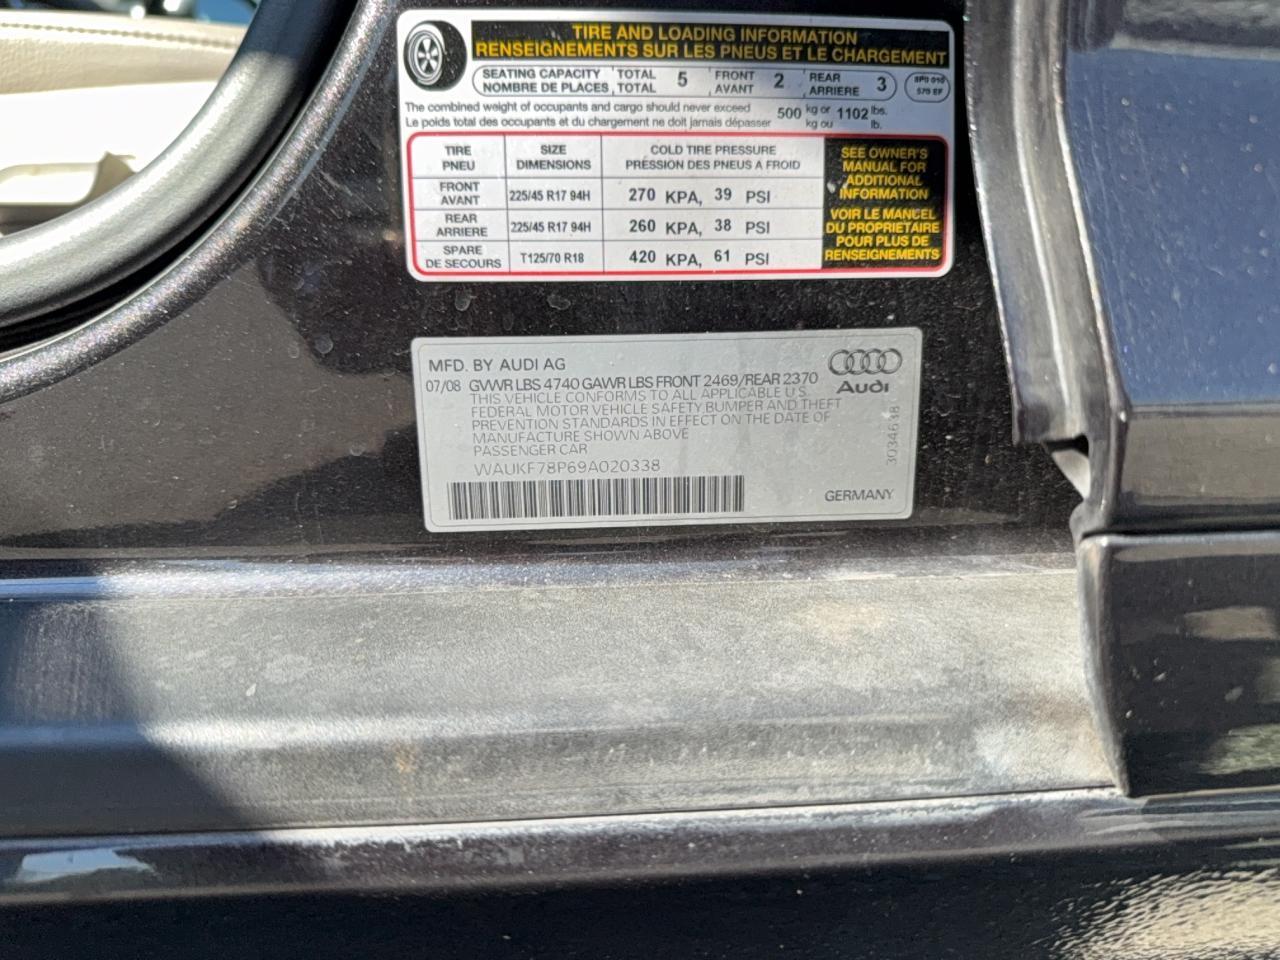 TIRE AND LOADING INFORMATION
RENSEIGNEMENTS SUR LES PNEUS ET LE CHARGEMENT
SEATING CAPACITY TOTAL 5 FRONT 2 REAR 3
NOMBRE DE PLACES TOTAL AVANT ARRIERE
8P0 010
575 EF
The combined weight of occupants and cargo should never exceed 500 kg or 1102 lbs.
Le poids total des occupants et du chargement ne doit jamais dépasser kg ou lb.
TIRE SIZE COLD TIRE PRESSURE
PNEU DIMENSIONS PRESSION DES PNEUS A FROID
FRONT
AVANT 225/45 R17 94H 270 KPA, 39 PSI
REAR
ARRIERE 225/45 R17 94H 260 KPA, 38 PSI
SPARE
DE SECOURS T125/70 R18 420 KPA, 61 PSI
SEE OWNER'S
MANUAL FOR
ADDITIONAL
INFORMATION
VOIR LE MANUEL
DU PROPRIETAIRE
POUR PLUS DE
RENSEIGNEMENTS
MFD. BY AUDI AG
07/08 GVWR LBS 4740 GAWR LBS FRONT 2469/REAR 2370
THIS VEHICLE CONFORMS TO ALL APPLICABLE U.S.
FEDERAL MOTOR VEHICLE SAFETY, BUMPER AND THEFT
PREVENTION STANDARDS IN EFFECT ON THE DATE OF
MANUFACTURE SHOWN ABOVE
PASSENGER CAR
WAUKF78P69A020338
Audi
3034638
GERMANY